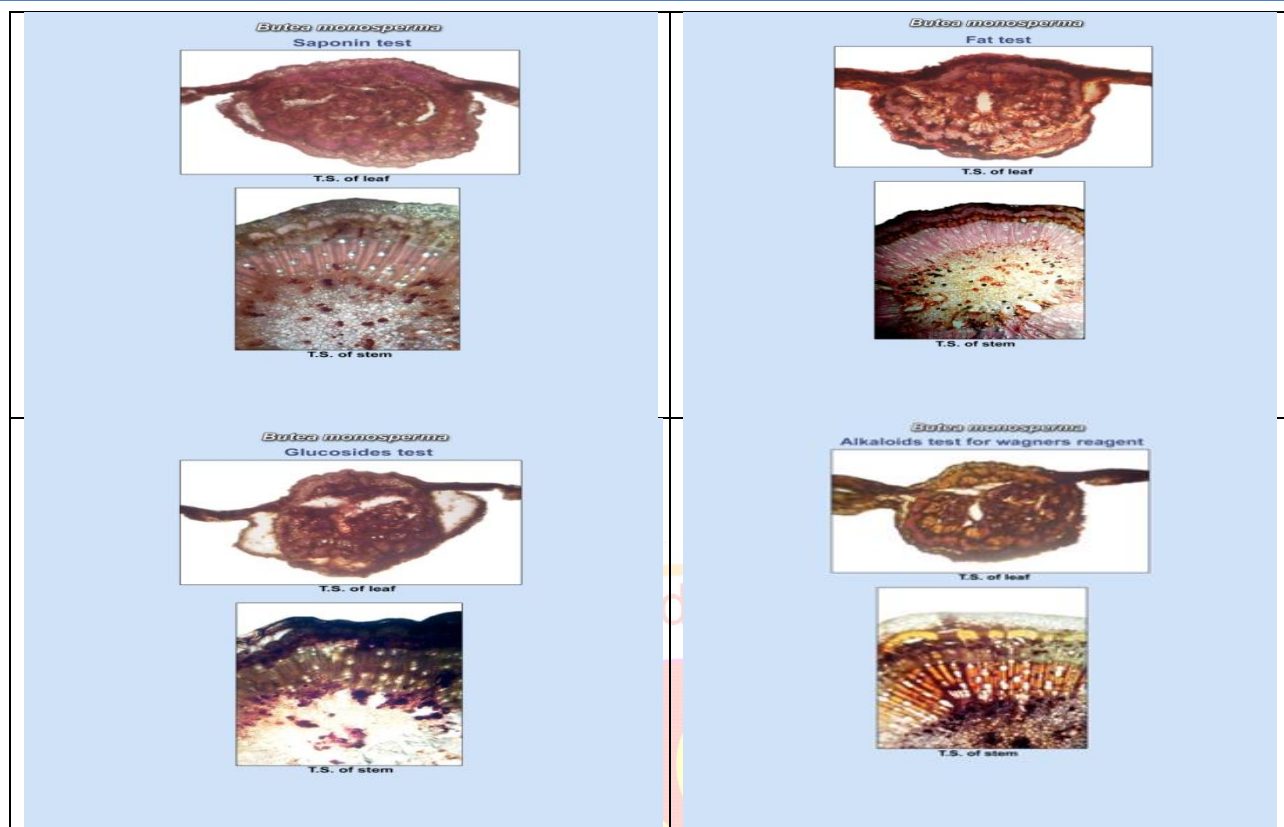 Butea monosperma
Saponin test
T.S. of leaf
T.S. of stem
Butea monosperma
Fat test
T.S. of leaf
T.S. of stem
Butea monosperma
Glucosides test
T.S. of leaf
T.S. of stem
Butea monosperma
Alkaloids test for wagners reagent
T.S. of leaf
T.S. of stem